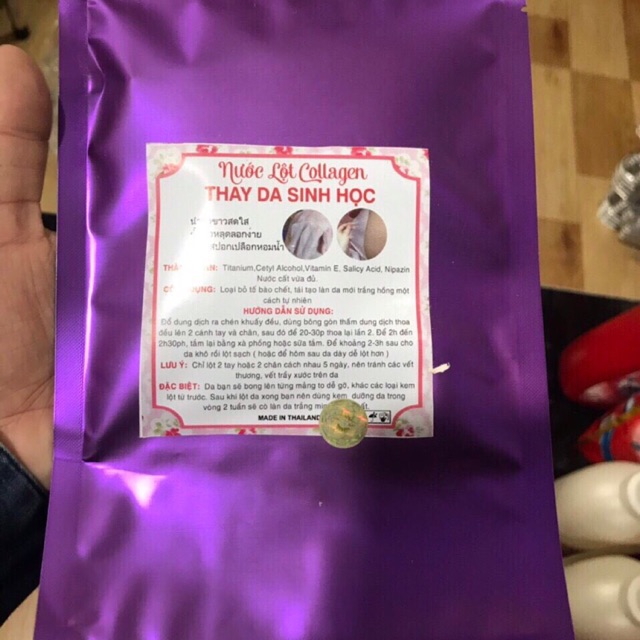 Nước Lột Collagen
THAY DA SINH HỌC
Titanium,Cetyl Alcohol,Vitamin E, Salicy Acid, Nipazin
Nước cất vừa đủ.
Loại bỏ tế bào chết, tái tạo làn da mới trắng hồng một
cách tự nhiên
HƯỚNG DẪN SỬ DỤNG:
Đổ dung dịch ra chén khuấy đều, dùng bông gòn thấm dung dịch thoa
đều lên 2 cánh tay và chân, sau đó để 20-30p thoa lại lần 2. Để 2h đến
2h30ph, tắm lại bằng xà phồng hoặc sữa tắm. Để khoảng 2-3h sau cho
da khô rồi lột sạch ( hoặc để hôm sau da dày dễ lột hơn )
LƯU Ý: Chỉ lột 2 tay hoặc 2 chân cách nhau 5 ngày, nên tránh các vết
thương, vết trầy xước trên da
ĐẶC BIỆT: Da bạn sẽ bong lên từng mảng to dễ gỡ, khác các loại kem
lột từ trước. Sau khi lột da xong bạn nên dùng kem dưỡng da trong
vòng 2 tuần sẽ có làn da trắng
MADE IN THAILAND